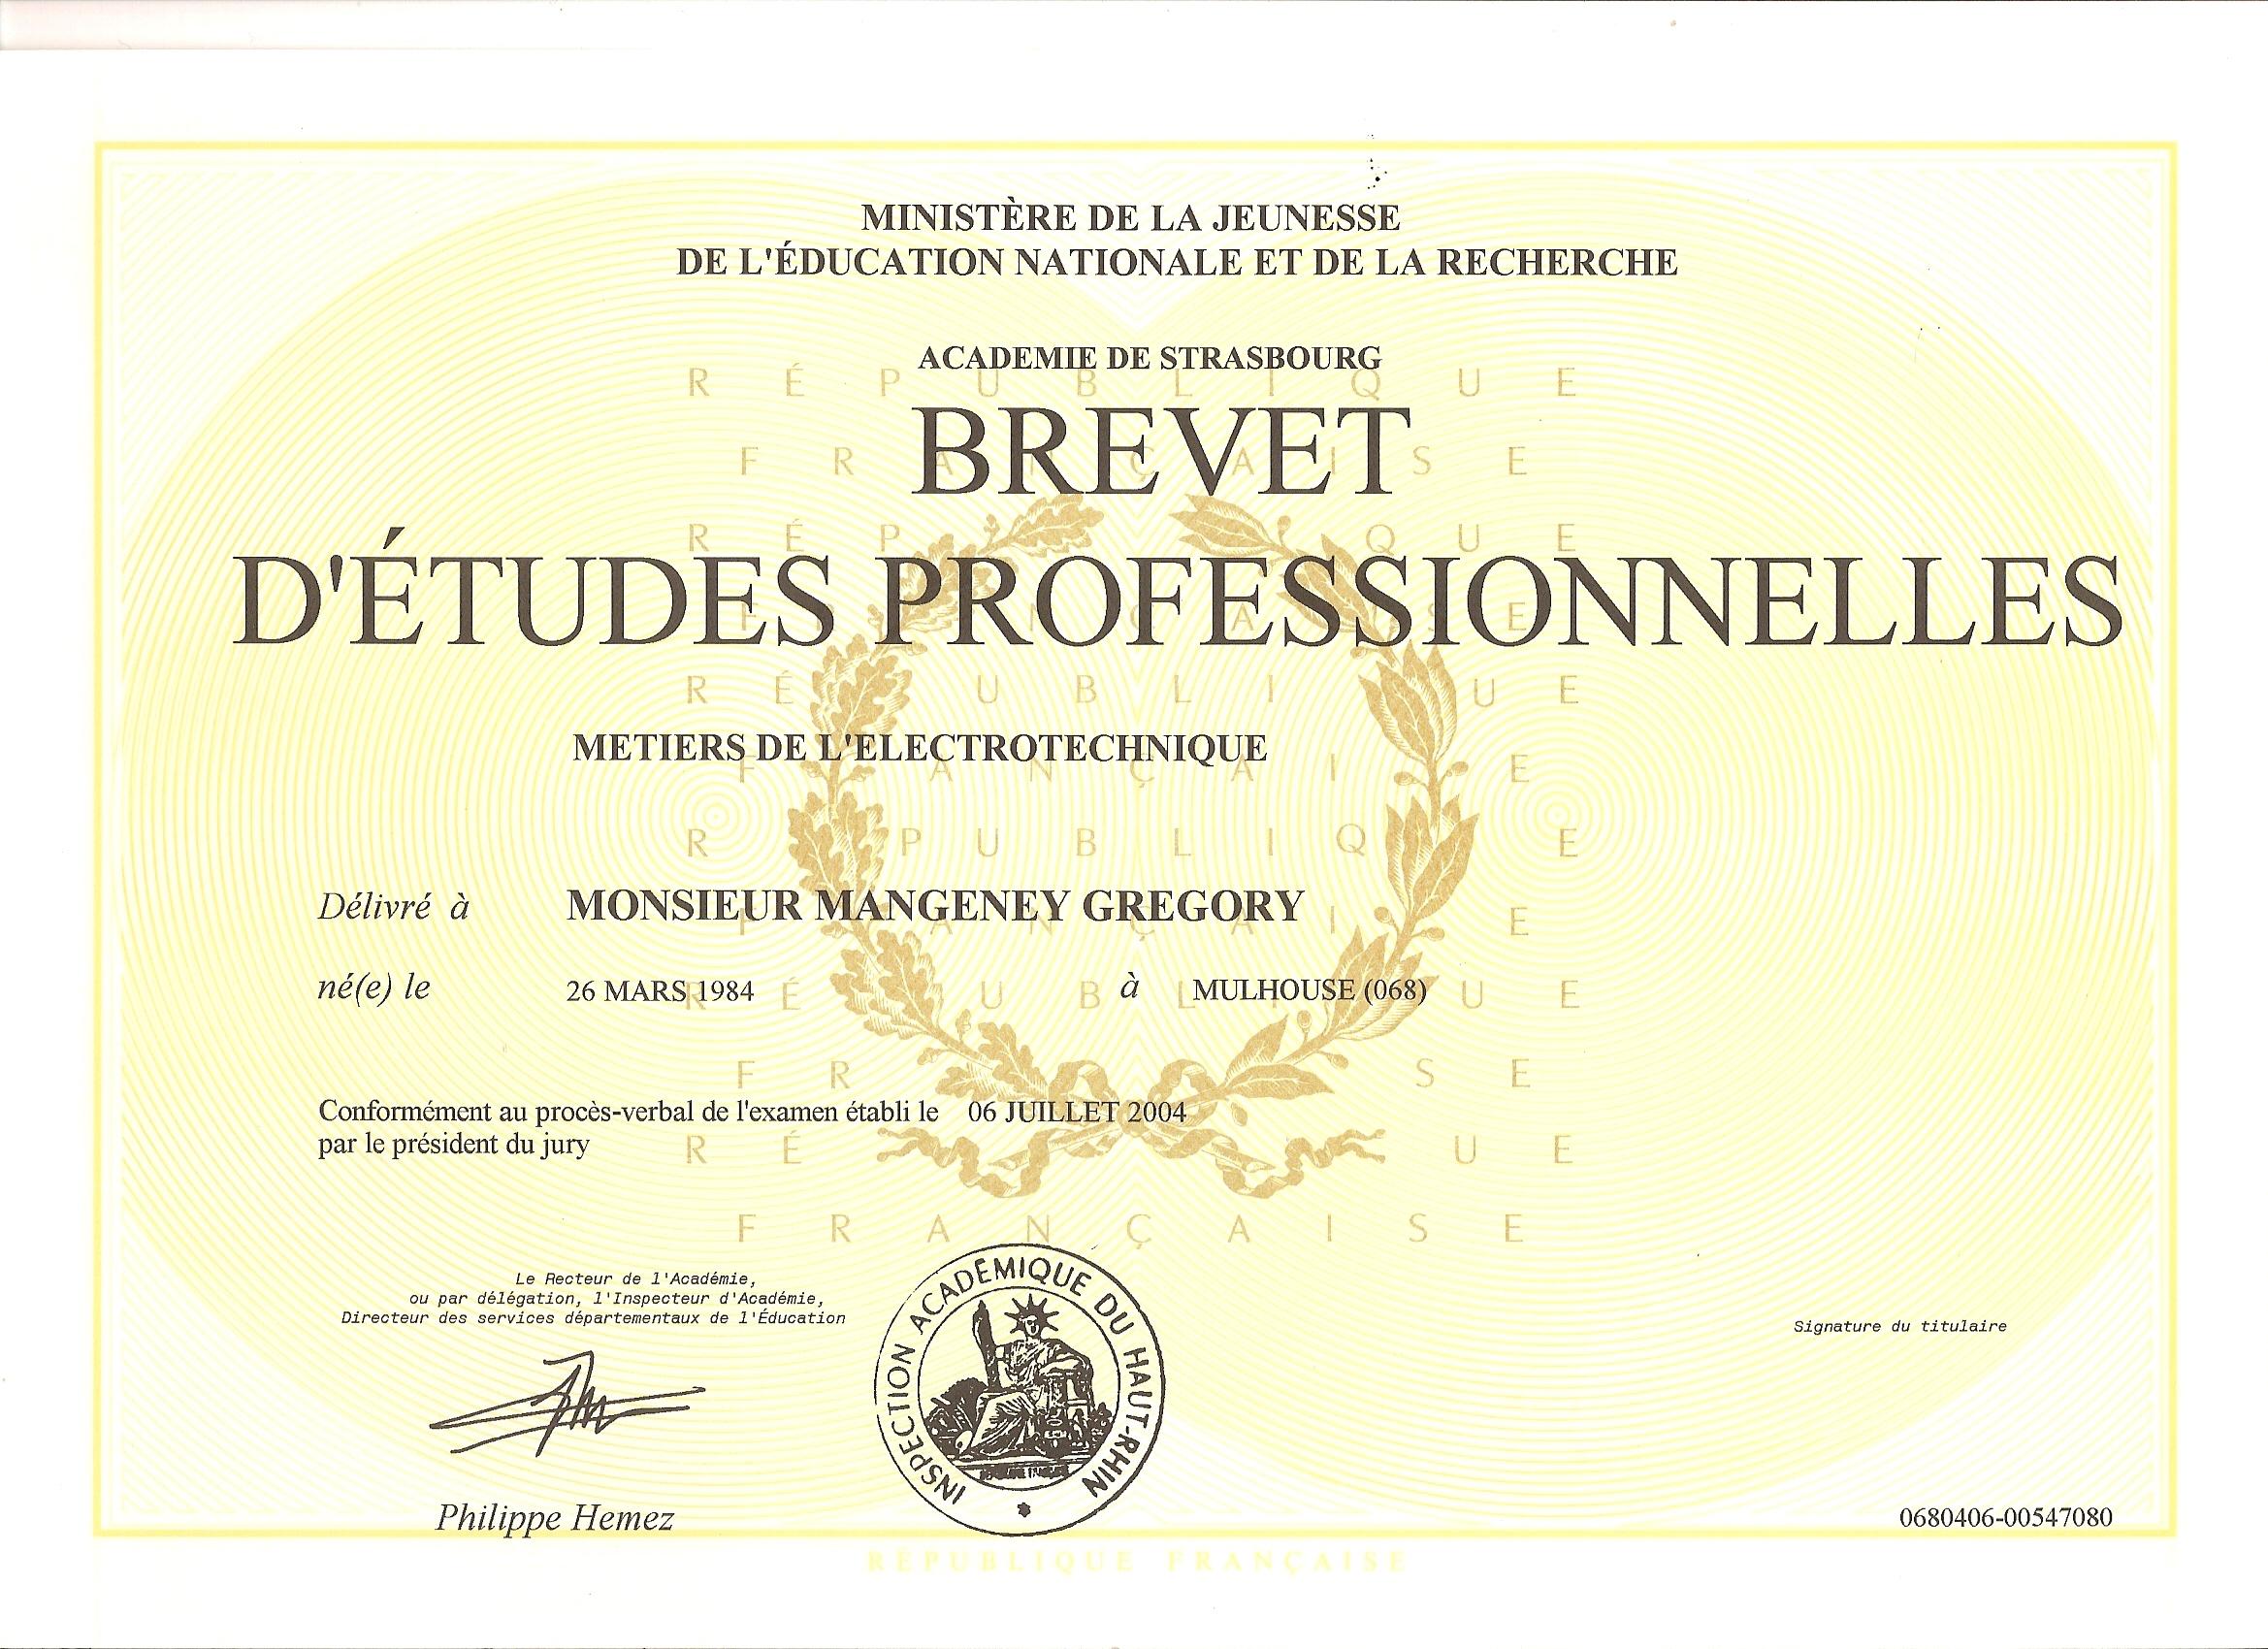 MINISTÈRE DE LA JEUNESSE
DE L'ÉDUCATION NATIONALE ET DE LA RECHERCHE
ACADEMIE DE STRASBOURG
RÉPUBLIQUE
BREVET
FRANÇAISE
D'ÉTUDES PROFESSIONNELLES
METIERS DE L'ELECTROTECHNIQUE
Délivré à MONSIEUR MANGENEY GREGORY
né(e) le 26 MARS 1984 à MULHOUSE (068)
Conformément au procès-verbal de l'examen établi le 06 JUILLET 2004
par le président du jury
FRANÇAISE
Le Recteur de l'Académie,
ou par délégation, l'Inspecteur d'Académie,
Directeur des services départementaux de l'Éducation
INSPECTION ACADÉMIQUE DU HAUT-RHIN
Signature du titulaire
Philippe Hemez
0680406-00547080
RÉPUBLIQUE FRANÇAISE